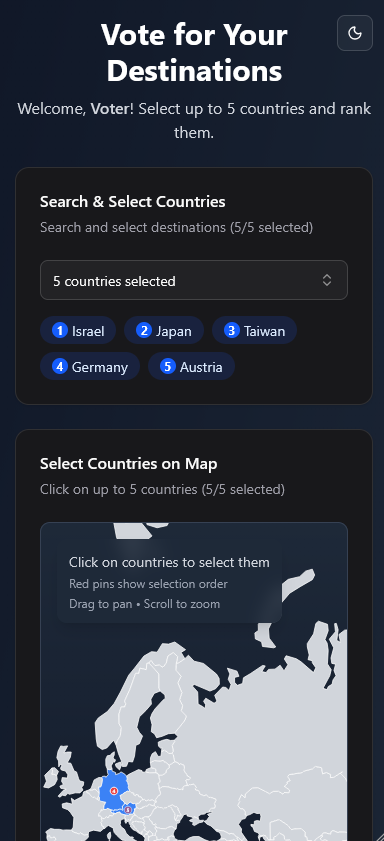 Vote for Your
Destinations
Welcome, Voter! Select up to 5 countries and rank
them.
Search & Select Countries
Search and select destinations (5/5 selected)
5 countries selected
1 Israel 2 Japan 3 Taiwan
4 Germany 5 Austria
Select Countries on Map
Click on up to 5 countries (5/5 selected)
Click on countries to select them
Red pins show selection order
Drag to pan • Scroll to zoom
4
5